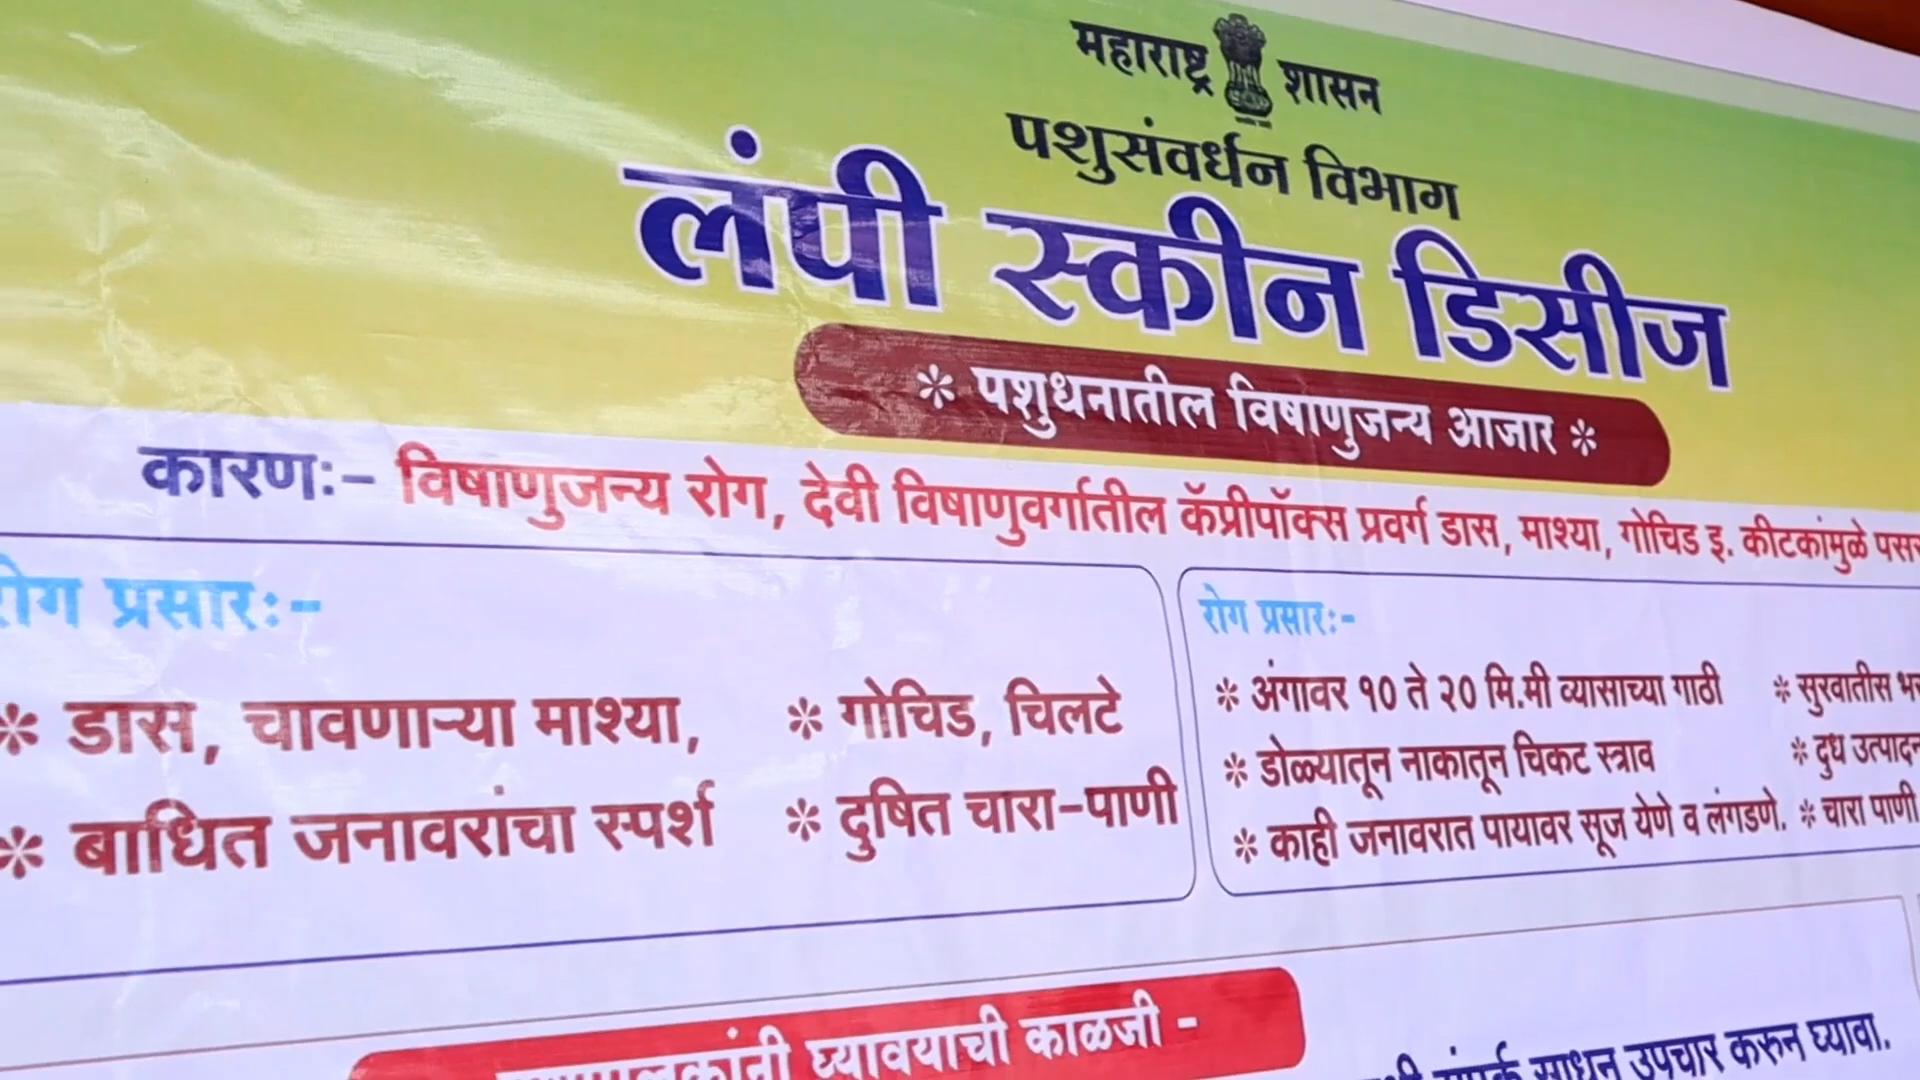 महाराष्ट्र शासन
पशुसंवर्धन विभाग
लंपी स्कीन डिसीज
* पशुधनातील विषाणुजन्य आजार *
कारणः- विषाणुजन्य रोग, देवी विषाणुवर्गातील कॅप्रीपॉक्स प्रवर्ग डास, माश्या, गोचिड इ. कीटकांमुळे
रोग प्रसारः-
* डास, चावणाऱ्या माश्या,
* गोचिड, चिलटे
* बाधित जनावरांचा स्पर्श
* दुषित चारा-पाणी
रोग प्रसारः-
* अंगावर १० ते २० मि.मी व्यासाच्या गाठी
* सुरवातीस
* डोळ्यातून नाकातून चिकट स्त्राव
* दुध
* काही जनावरात पायावर सूज येणे व लंगडणे.
* चारा पाणी
घ्यावयाची काळजी -
संपर्क साधुन उपचार करुन घ्यावा.